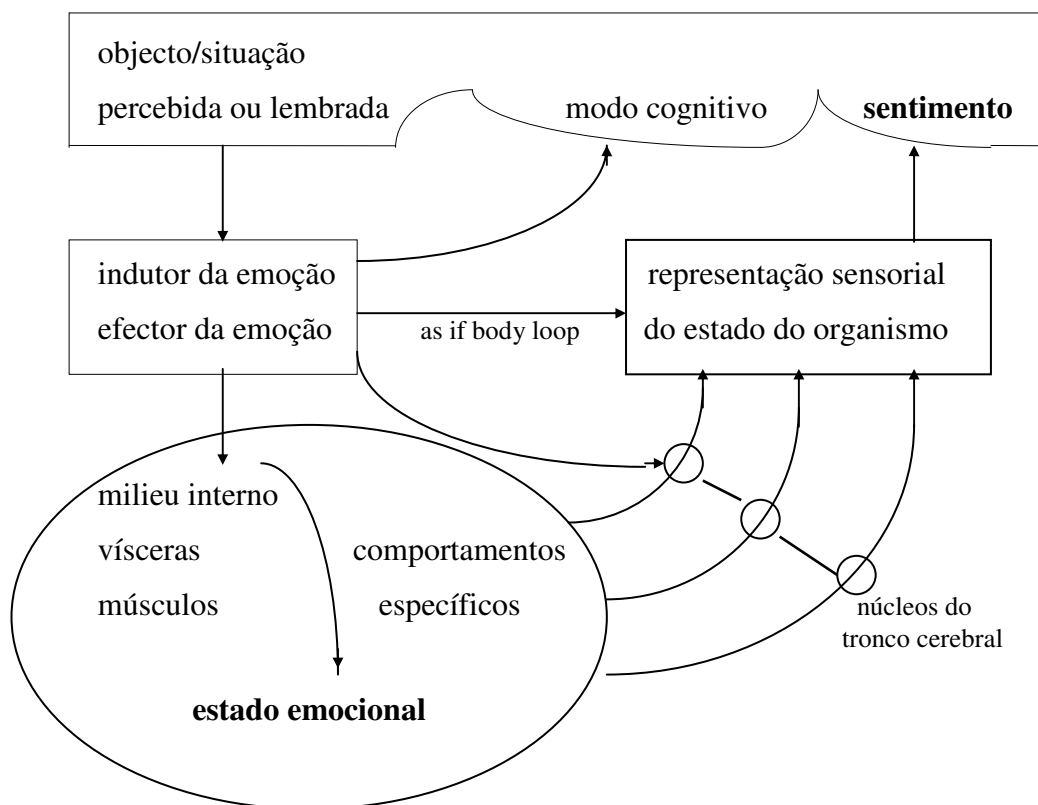 objecto/situação
percebida ou lembrada
modo cognitivo
sentimento
indutor da emoção
efector da emoção
as if body loop
representação sensorial
do estado do organismo
milieu interno
vísceras
músculos
comportamentos
específicos
estado emocional
núcleos do
tronco cerebral